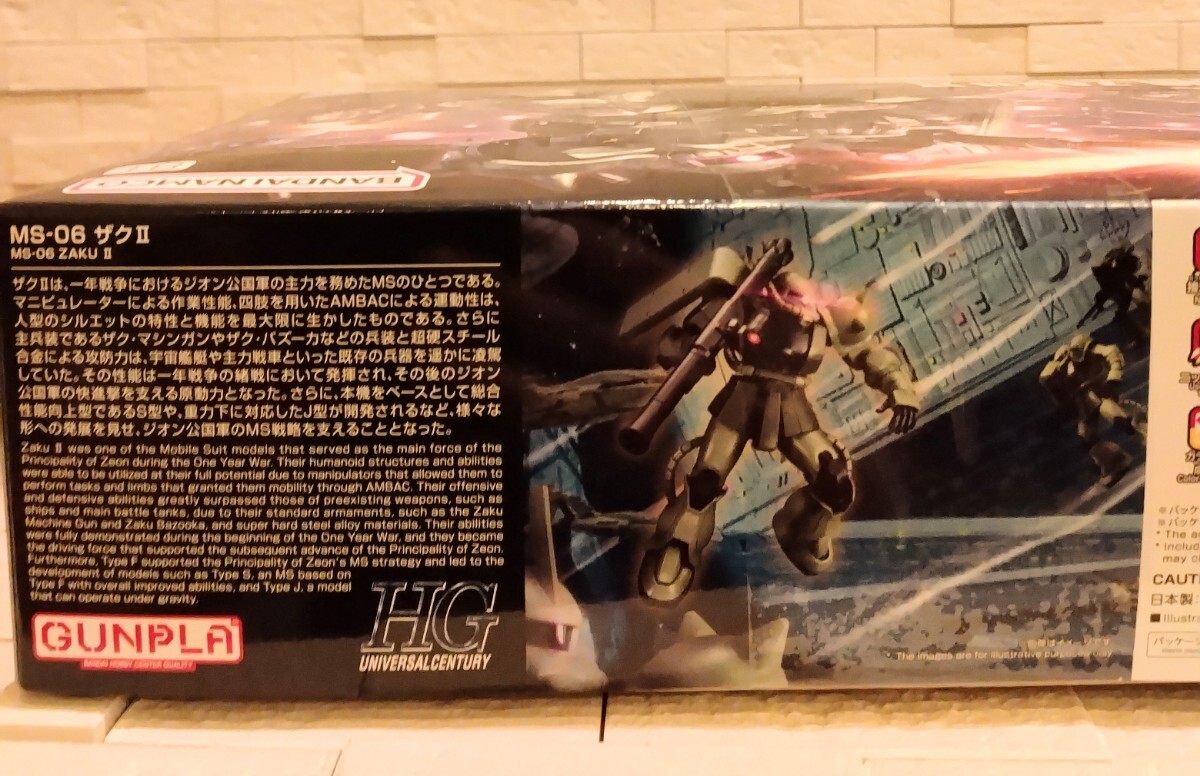 BANDAI NAMCO
MS-06 ザクⅡ
MS-06 ZAKU Ⅱ
ザクⅡは、一年戦争におけるジオン公国軍の主力を務めたMSのひとつである。
マニピュレーターによる作業性能、四肢を用いたAMBACによる運動性は、
人型のシルエットの特性と機能を最大限に生かしたものである。さらに
主兵装であるザク・マシンガンやザク・バズーカなどの兵装と超硬スチール
合金による攻防力は、宇宙艦艇や主力戦車といった既存の兵器を遥かに凌駕
していた。その性能は一年戦争の緒戦において発揮され、その後のジオン
公国軍の快進撃を支える原動力となった。さらに、本機をベースとして総合
性能向上型であるS型や、重力下に対応したJ型が開発されるなど、様々な
形への発展を見せ、ジオン公国軍のMS戦略を支えることとなった。
Zaku Ⅱ was one of the Mobile Suit models that served as the main force of the
Principality of Zeon during the One Year War. Their humanoid structures and abilities
were able to be utilized at their full potential due to manipulators that allowed them to
perform tasks and limbs that granted them mobility through AMBAC. Their offensive
and defensive abilities greatly surpassed those of preexisting weapons, such as
ships and main battle tanks, due to their standard armaments, such as the Zaku
Machine Gun and Zaku Bazooka, and super hard steel alloy materials. Their abilities
were fully demonstrated during the beginning of the One Year War, and they became
the driving force that supported the subsequent advance of the Principality of Zeon.
Furthermore, Type F supported the Principality of Zeon's MS strategy and led to the
development of models such as Type S, an MS based on
Type F with overall improved abilities, and Type J, a model
that can operate under gravity.
GUNPLA
BANDAI HOBBY CENTER QUALITY
HG
UNIVERSAL CENTURY
* The images are for illustrative purposes only
Color
※パッケ
※パッケ
* The as
* Includ
may c
CAUT
日本製
■Illustra
パッケー